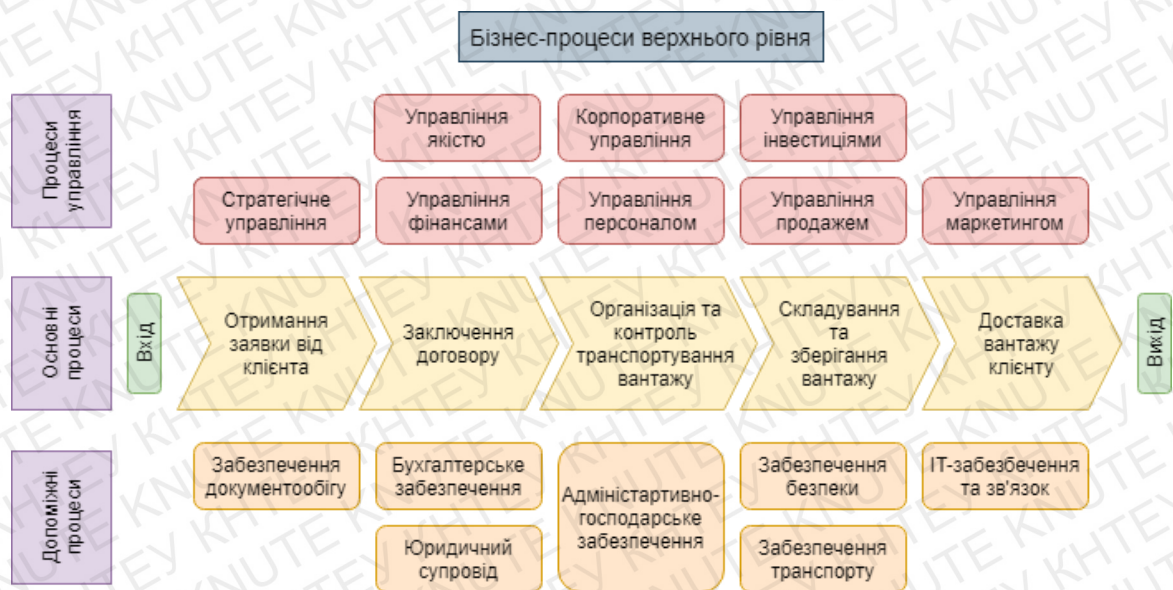 Бізнес-процеси верхнього рівня
Процеси
управління
Управління
якістю
Корпоративне
управління
Управління
інвестиціями
Стратегічне
управління
Управління
фінансами
Управління
персоналом
Управління
продажем
Управління
маркетингом
Основні
процеси
Вхід
Отримання
заявки від
клієнта
Заключення
договору
Організація та
контроль
транспортування
вантажу
Складування
та
зберігання
вантажу
Доставка
вантажу
клієнту
Вихід
Допоміжні
процеси
Забезпечення
документообігу
Бухгалтерське
забезпечення
Адміністартивно-
господарське
забезпечення
Забезпечення
безпеки
ІТ-забезбечення
та зв'язок
Юридичний
супровід
Забезпечення
транспорту
KNUTE КНТЕУ